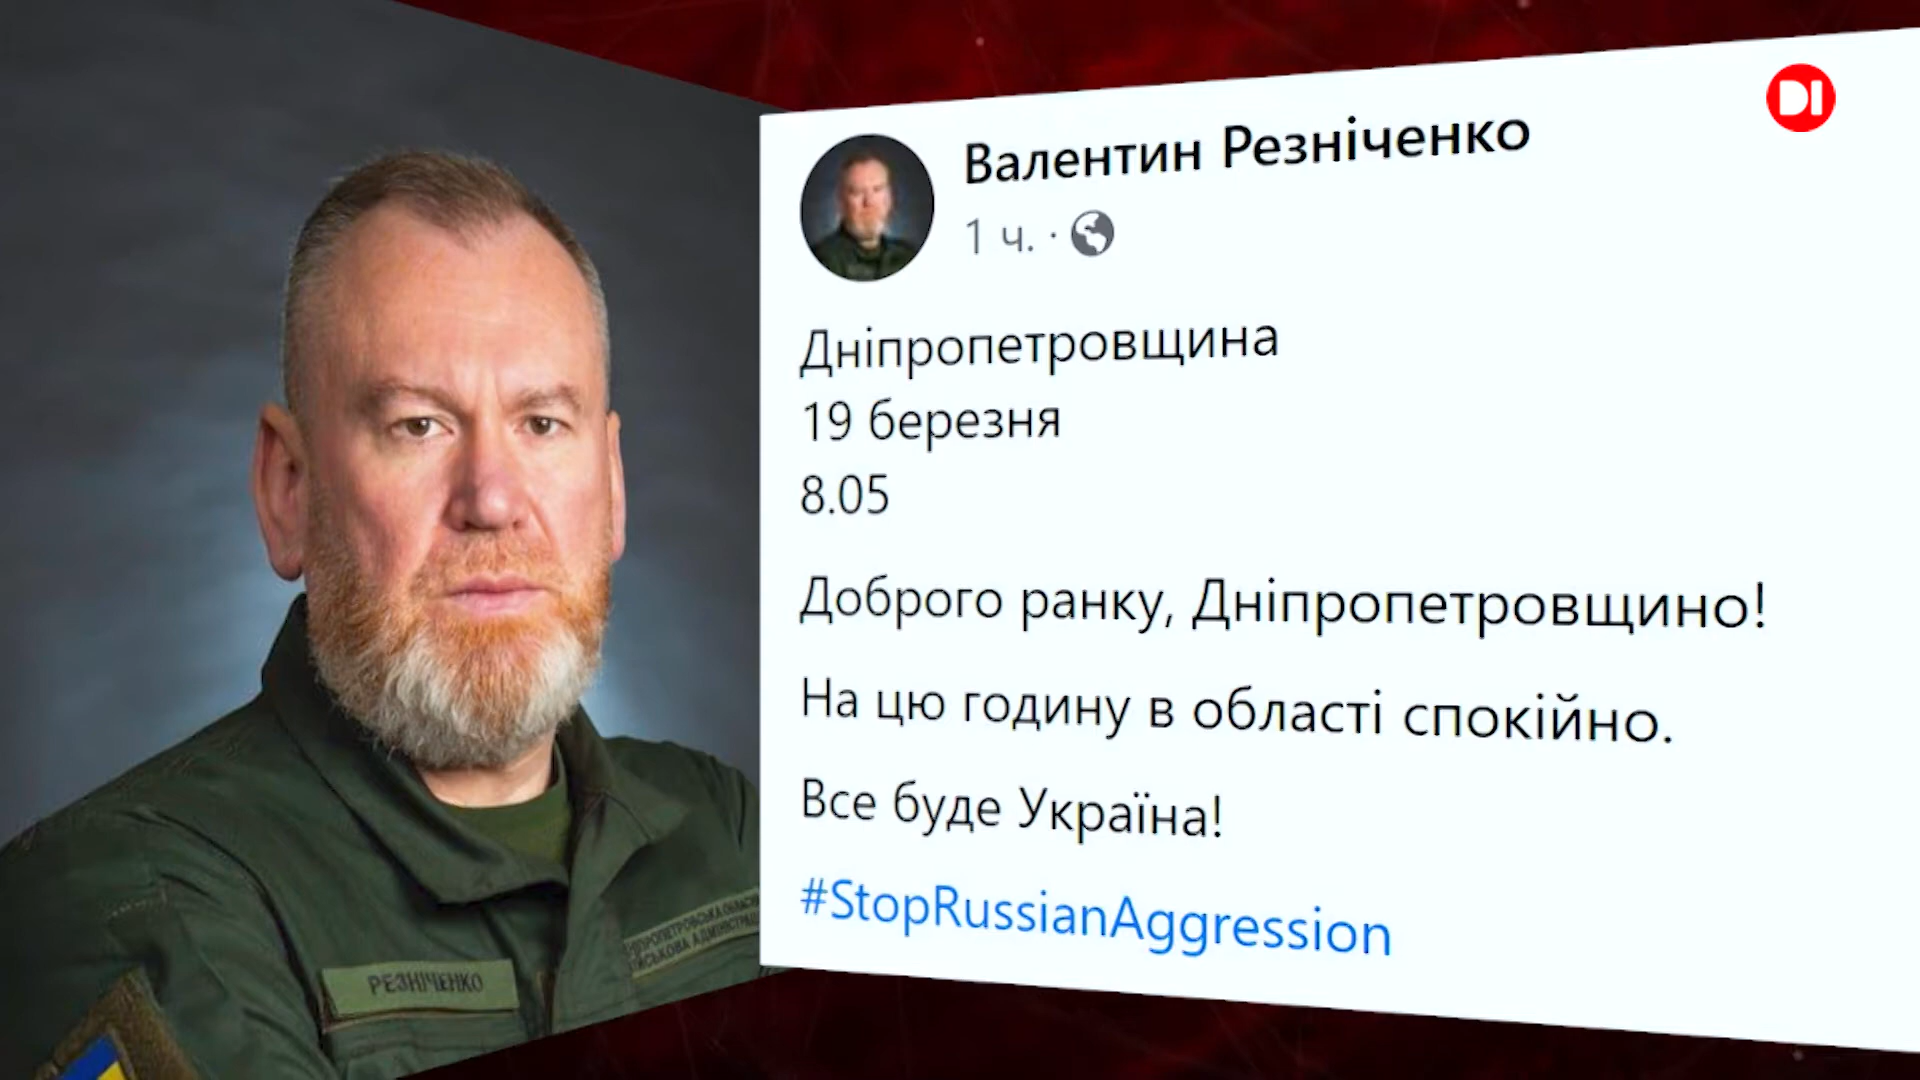 DI
Валентин Резніченко
1 ч. ·
Дніпропетровщина
19 березня
8.05
Доброго ранку, Дніпропетровщино!
На цю годину в області спокійно.
Все буде Україна!
#StopRussianAggression
РЕЗНІЧЕНКО